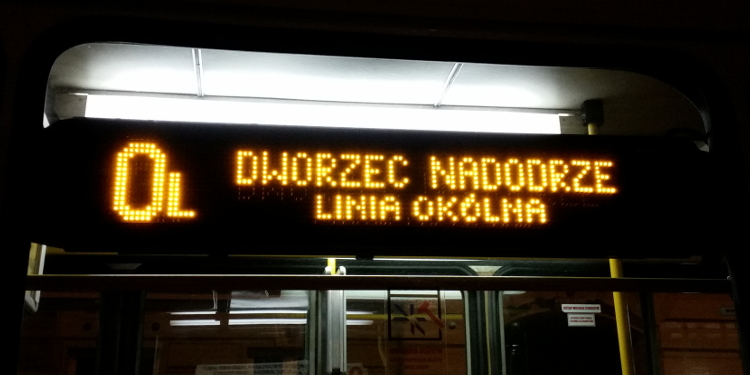 0L DWORZEC NADODRZE
LINIA OKÓLNA